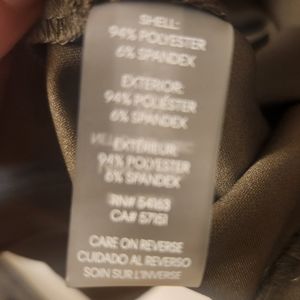 SHELL:
94% POLYESTER
6% SPANDEX
EXTERIOR:
94% POLIÉSTER
6% SPANDEX
EXTÉRIEUR:
94% POLYESTER
6% SPANDEX
RN# 54163
CA# 57151
CARE ON REVERSE
CUIDADO AL REVERSO
SOIN SUR L'INVERSE